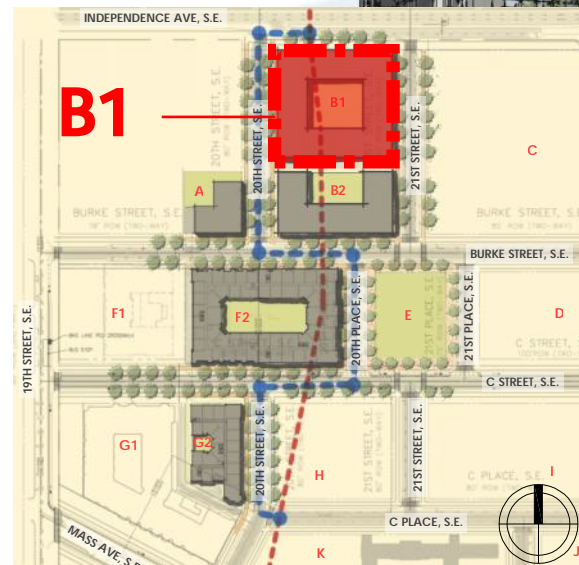 INDEPENDENCE AVE, S.E.
B1
B1
20TH STREET, S.E.
20TH STREET, S.E.
21ST STREET, S.E.
C
A
B2
BURKE STREET, S.E.
BURKE STREET, S.E.
BURKE STREET, S.E.
F1
F2
20TH PLACE, S.E.
E
21ST PLACE, S.E.
21ST PLACE, S.E.
D
19TH STREET, S.E.
C STREET, S.E.
C STREET, S.E.
G1
G2
20TH STREET, S.E.
20TH STREET, S.E.
H
21ST STREET, S.E.
21ST STREET, S.E.
C PLACE, S.E.
I
MASS AVE, S.E.
C PLACE, S.E.
K
J